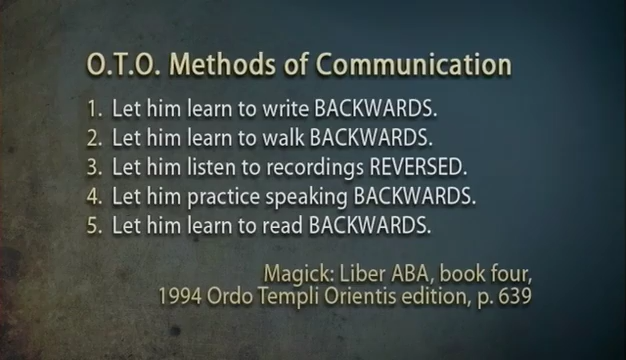 O.T.O. Methods of Communication
1. Let him learn to write BACKWARDS.
2. Let him learn to walk BACKWARDS.
3. Let him listen to recordings REVERSED.
4. Let him practice speaking BACKWARDS.
5. Let him learn to read BACKWARDS.
Magick: Liber ABA, book four,
1994 Ordo Templi Orientis edition, p. 639